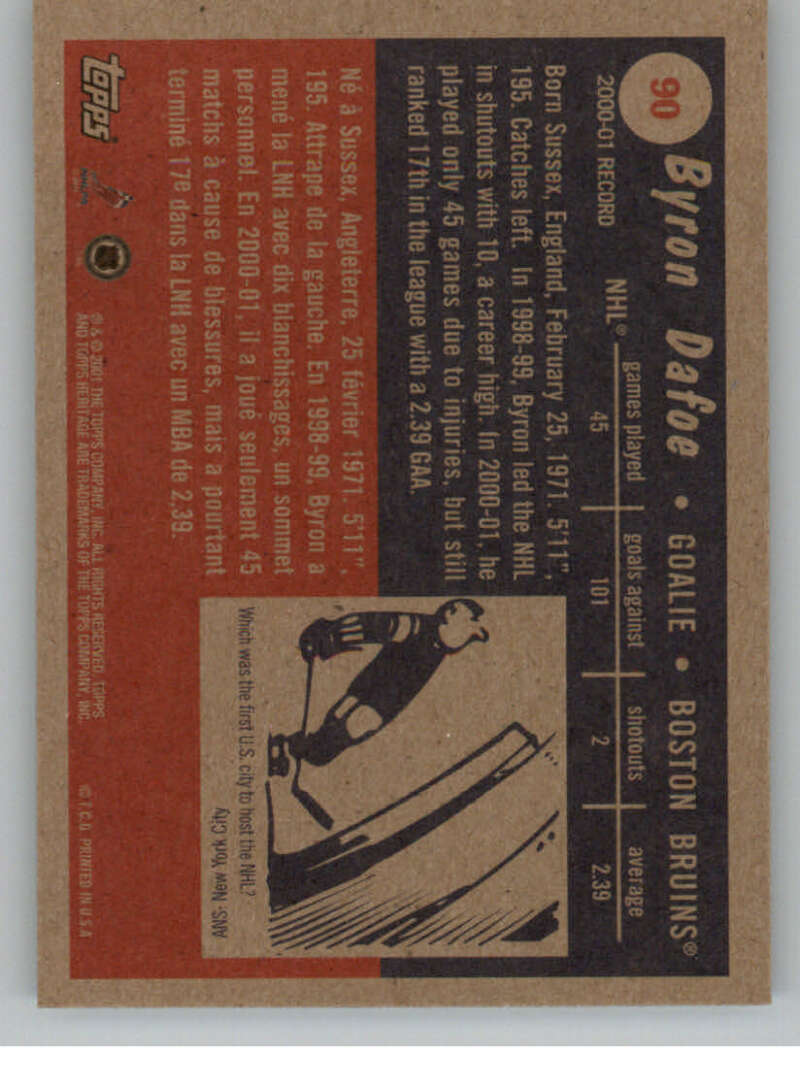 90
Byron Dafoe • GOALIE • BOSTON BRUINS®
2000-01 RECORD
games played goals against shotouts average
NHL® 45 101 2 2.39
Born Sussex, England, February 25, 1971. 5'11",
195. Catches left. In 1998-99, Byron led the NHL
in shutouts with 10, a career high. In 2000-01, he
played only 45 games due to injuries, but still
ranked 17th in the league with a 2.39 GAA.
Né à Sussex, Angleterre, 25 février 1971. 5'11",
195. Attrape de la gauche. En 1998-99, Byron a
mené la LNH avec dix blanchissages, un sommet
personnel. En 2000-01, il a joué seulement 45
matchs à cause de blessures, mais a pourtant
terminé 17e dans la LNH avec un MBA de 2.39.
Which was the first U.S. city to host the NHL?
ANS: New York City
topps
NHLPA
® & © 2001 THE TOPPS COMPANY, INC. ALL RIGHTS RESERVED. TOPPS
AND TOPPS HERITAGE ARE TRADEMARKS OF THE TOPPS COMPANY, INC.
© T.C.G. PRINTED IN U.S.A